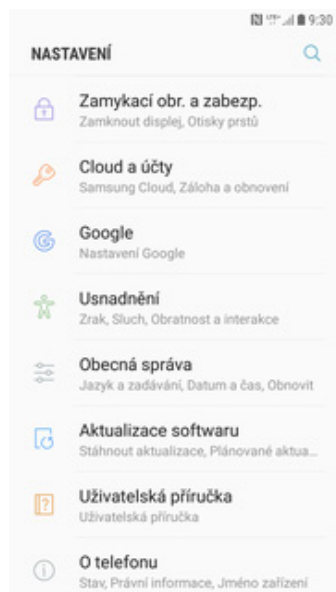 9:30
NASTAVENÍ
Zamykací obr. a zabezp.
Zamknout displej, Otisky prstů
Cloud a účty
Samsung Cloud, Záloha a obnovení
Google
Nastavení Google
Usnadnění
Zrak, Sluch, Obratnost a interakce
Obecná správa
Jazyk a zadávání, Datum a čas, Obnovit
Aktualizace softwaru
Stáhnout aktualizace, Plánované aktua...
Uživatelská příručka
Uživatelská příručka
O telefonu
Stav, Právní informace, Jméno zařízení